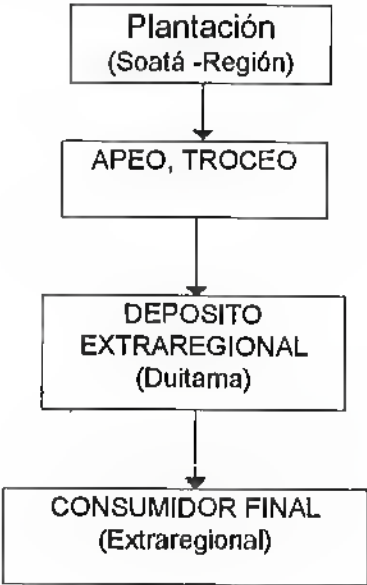 Plantación
(Soatá -Región)
APEO, TROCEO
DEPOSITO
EXTRAREGIONAL
(Duitama)
CONSUMIDOR FINAL
(Extraregional)